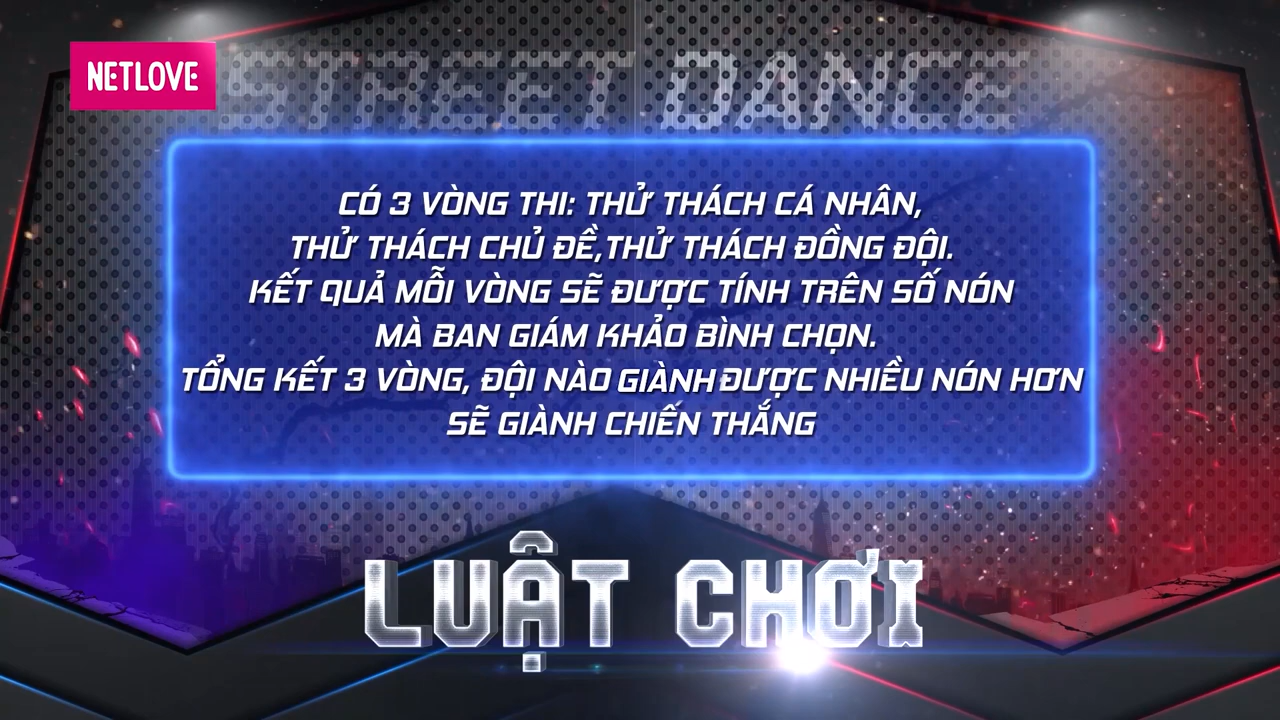 NETLOVE
STREET DANCE
CÓ 3 VÒNG THI: THỬ THÁCH CÁ NHÂN,
THỬ THÁCH CHỦ ĐỀ,THỬ THÁCH ĐỒNG ĐỘI.
KẾT QUẢ MỖI VÒNG SẼ ĐƯỢC TÍNH TRÊN SỐ NÓN
MÀ BAN GIÁM KHẢO BÌNH CHỌN.
TỔNG KẾT 3 VÒNG, ĐỘI NÀO GIÀNH ĐƯỢC NHIỀU NÓN HƠN
SẼ GIÀNH CHIẾN THẮNG
LUẬT CHƠI